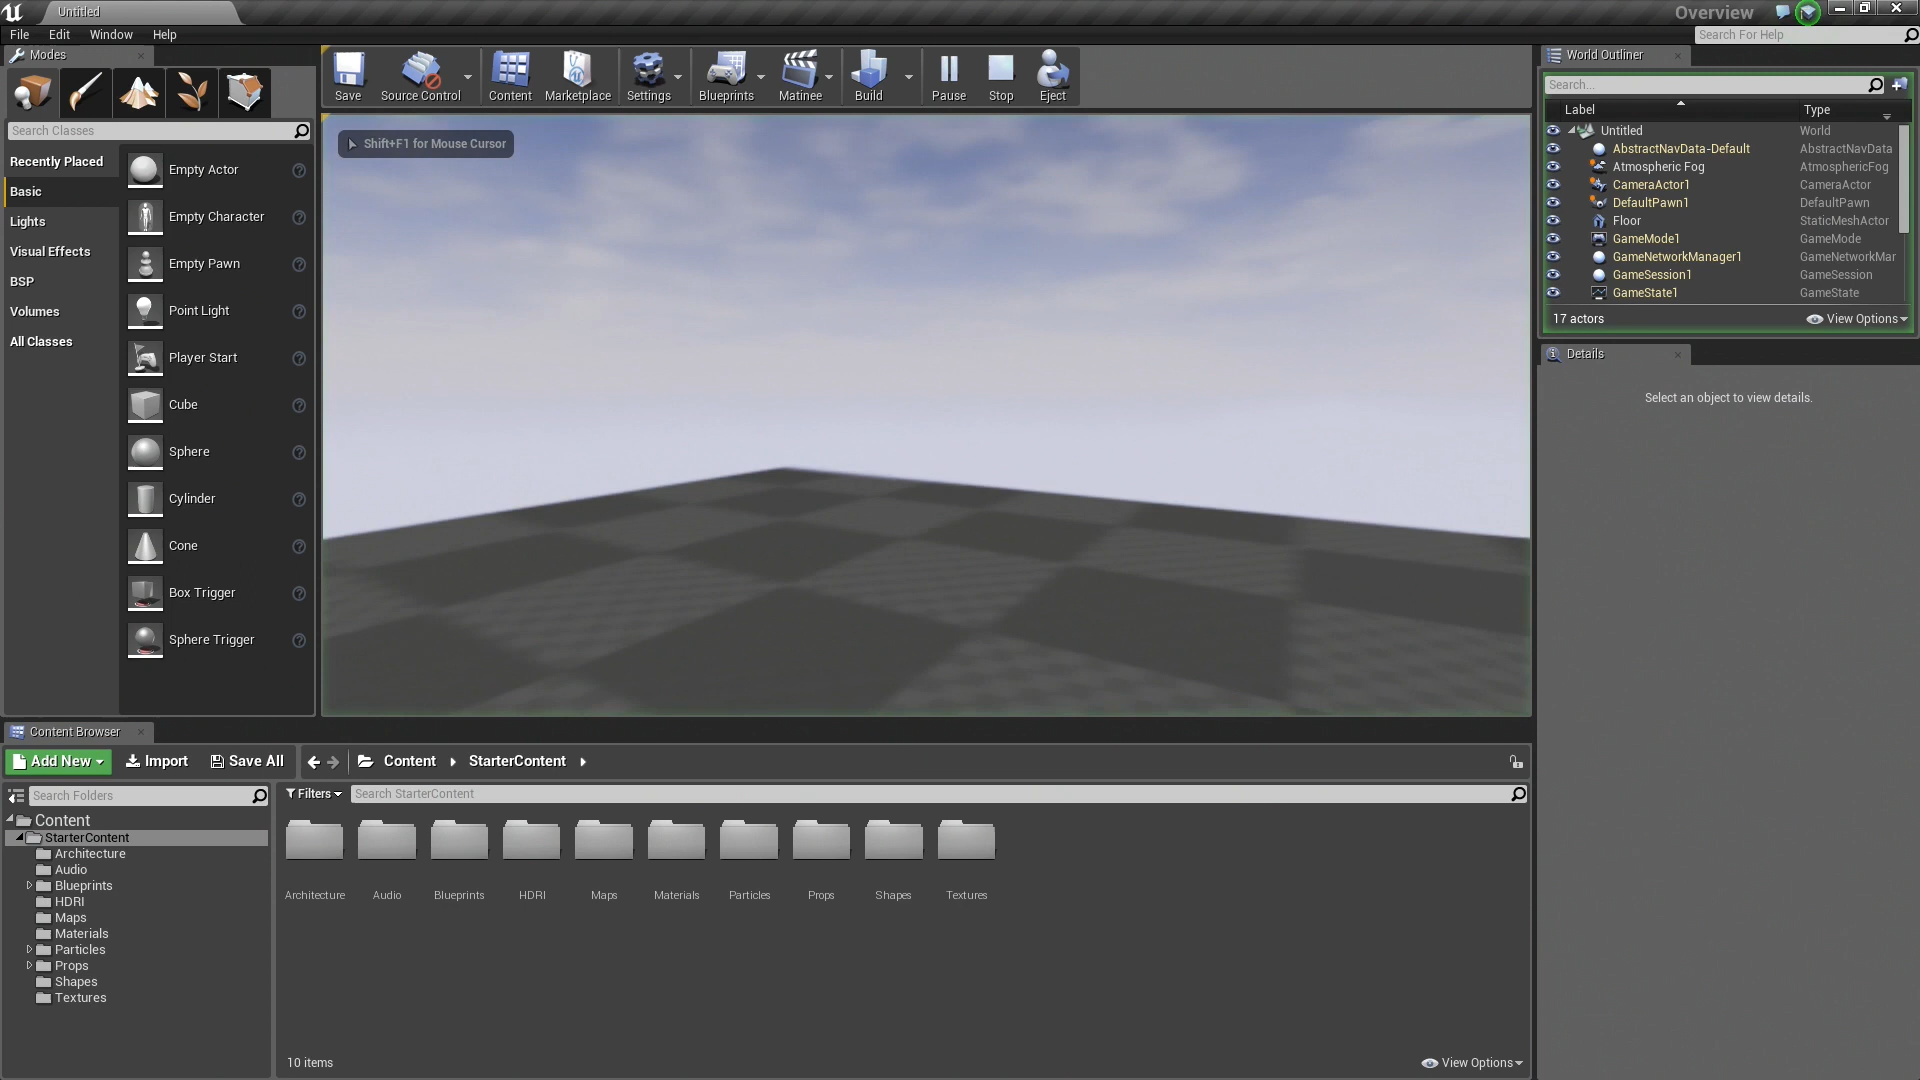 Untitled
Overview
File Edit Window Help
Search For Help
Modes
Search Classes
Recently Placed
Basic
Lights
Visual Effects
BSP
Volumes
All Classes
Empty Actor
Empty Character
Empty Pawn
Point Light
Player Start
Cube
Sphere
Cylinder
Cone
Box Trigger
Sphere Trigger
Save Source Control Content Marketplace Settings Blueprints Matinee Build Pause Stop Eject
Shift+F1 for Mouse Cursor
World Outliner
Search...
Label Type
Untitled World
AbstractNavData-Default AbstractNavData
Atmospheric Fog AtmosphericFog
CameraActor1 CameraActor
DefaultPawn1 DefaultPawn
Floor StaticMeshActor
GameMode1 GameMode
GameNetworkManager1 GameNetworkMar
GameSession1 GameSession
GameState1 GameState
17 actors View Options
Details
Select an object to view details.
Content Browser
Add New Import Save All Content StarterContent
Search Folders
Content
StarterContent
Architecture
Audio
Blueprints
HDRI
Maps
Materials
Particles
Props
Shapes
Textures
Filters Search StarterContent
Architecture Audio Blueprints HDRI Maps Materials Particles Props Shapes Textures
10 items View Options